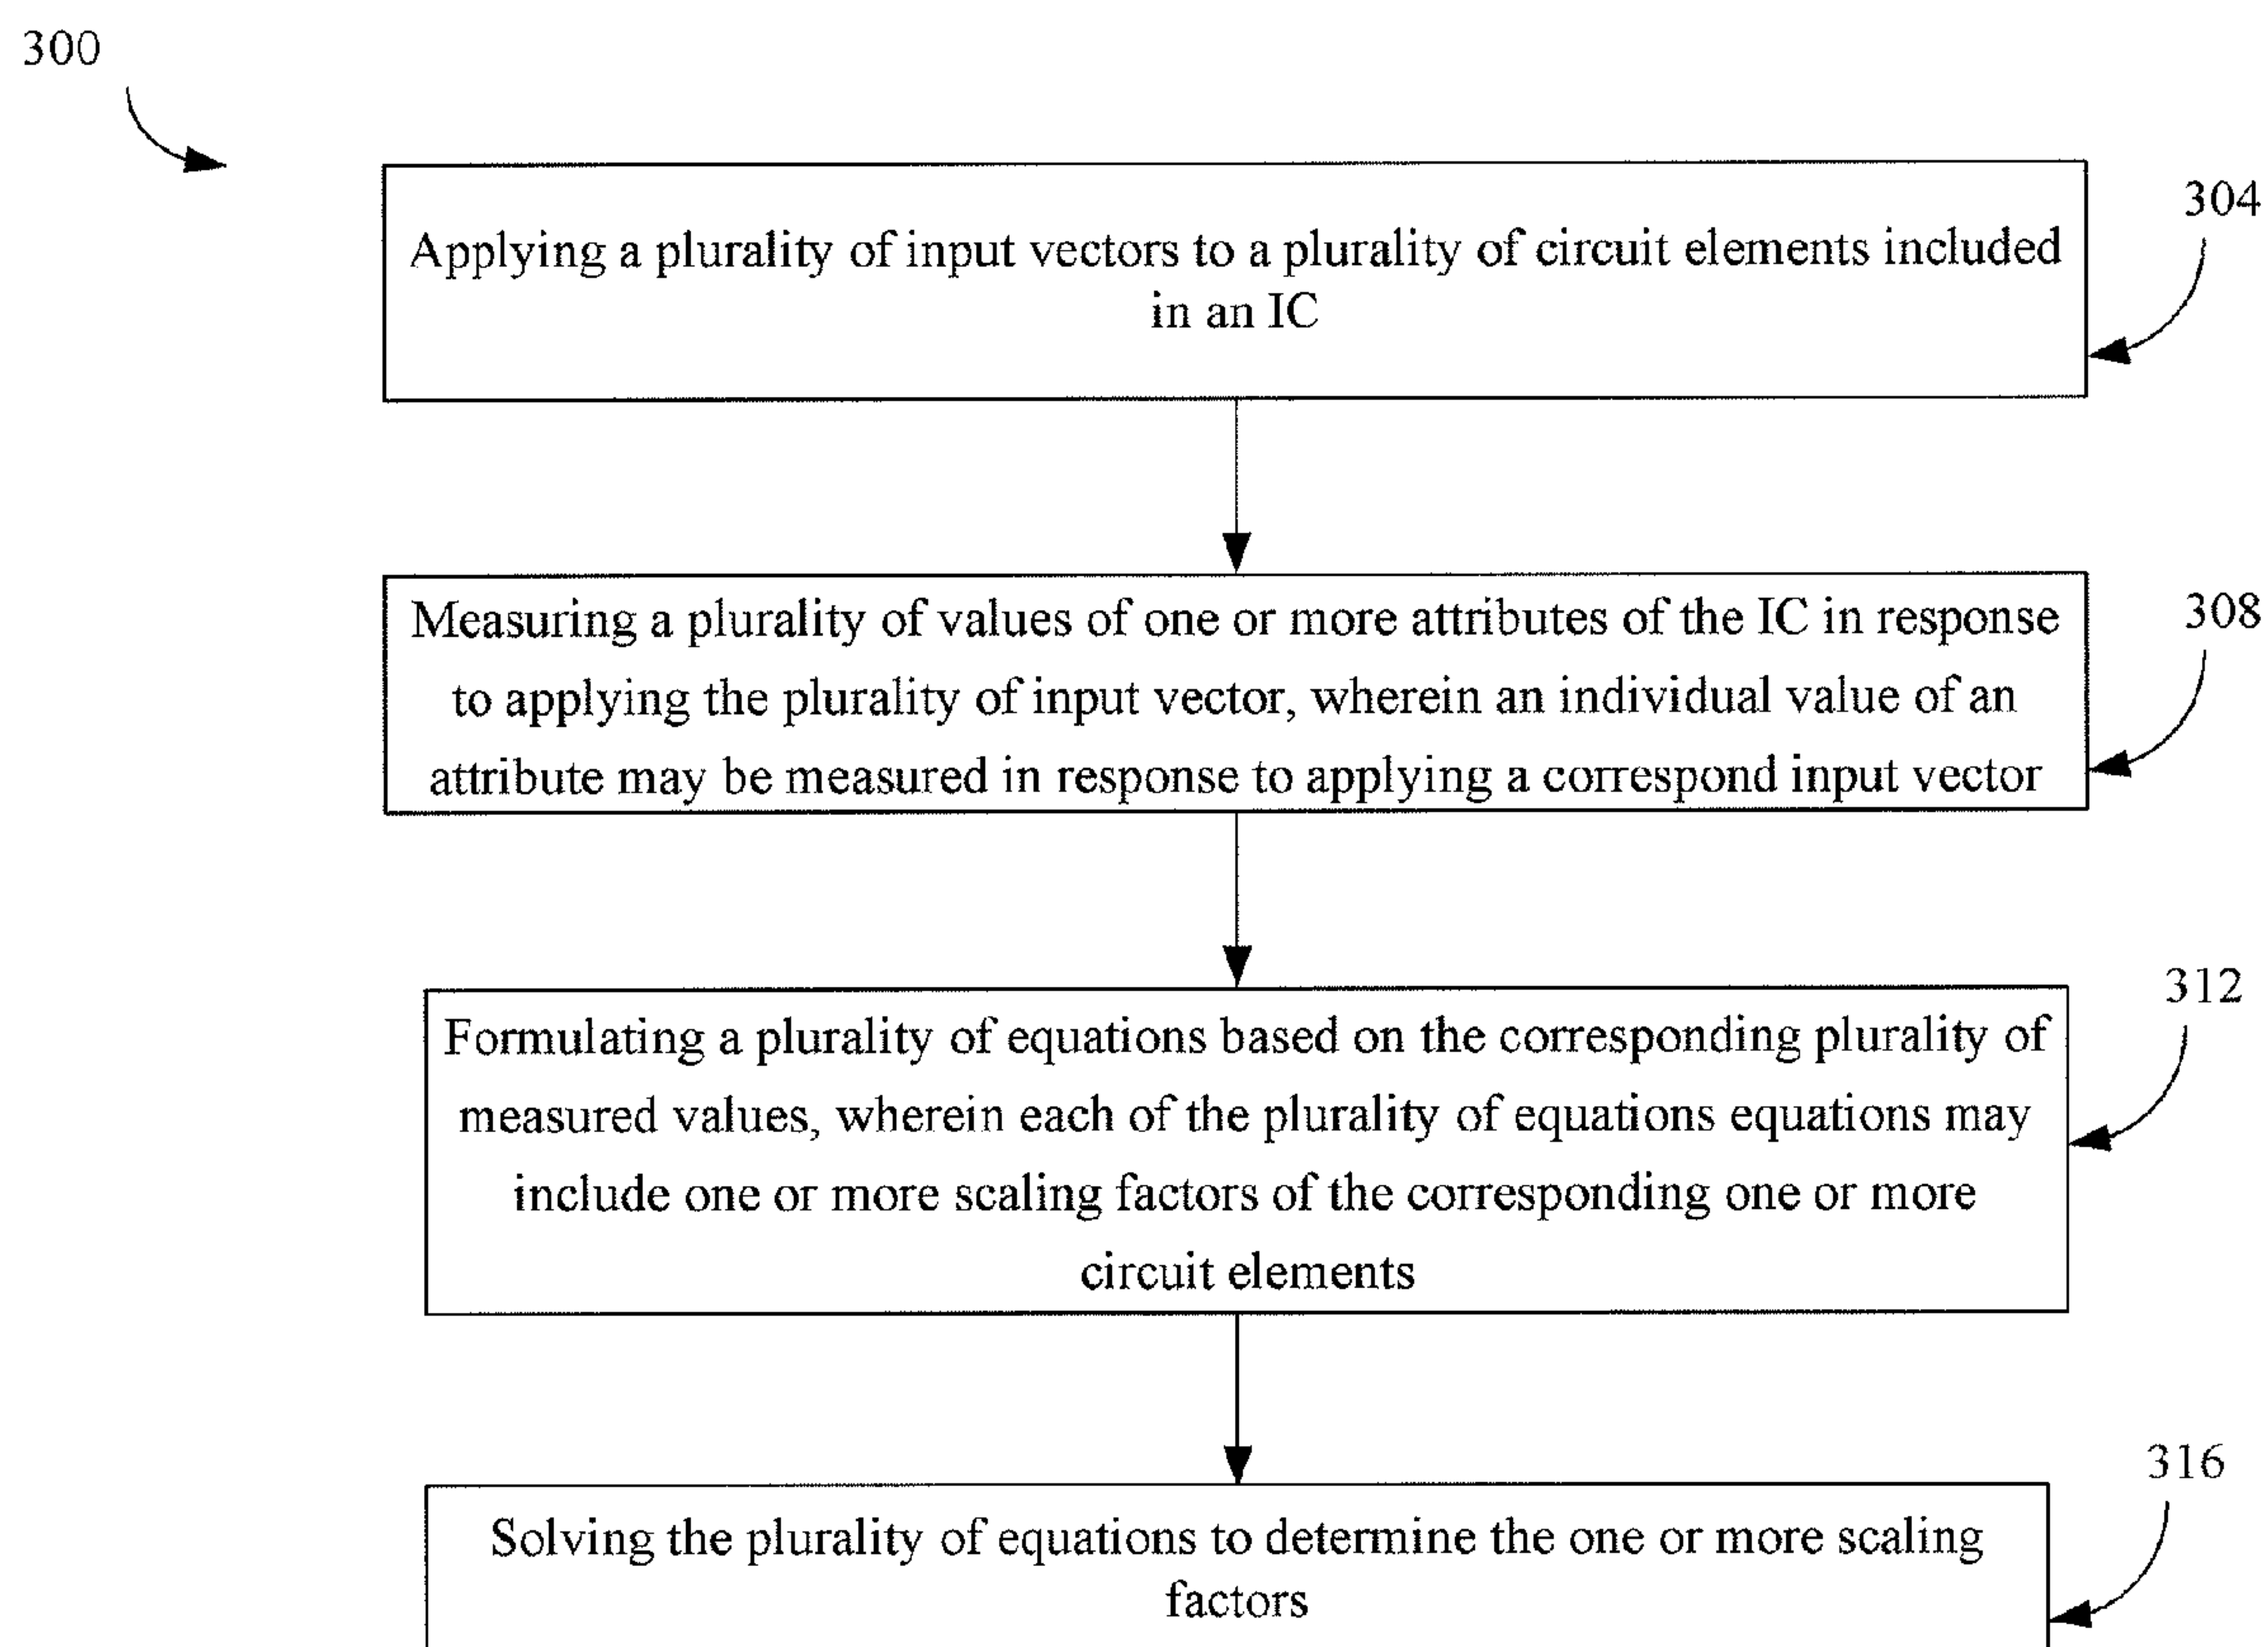 300
304
Applying a plurality of input vectors to a plurality of circuit elements included
in an IC
308
Measuring a plurality of values of one or more attributes of the IC in response
to applying the plurality of input vector, wherein an individual value of an
attribute may be measured in response to applying a correspond input vector
312
Formulating a plurality of equations based on the corresponding plurality of
measured values, wherein each of the plurality of equations equations may
include one or more scaling factors of the corresponding one or more
circuit elements
316
Solving the plurality of equations to determine the one or more scaling
factors